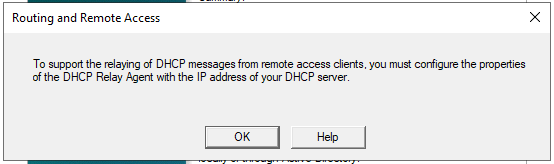 Summary:
Routing and Remote Access
To support the relaying of DHCP messages from remote access clients, you must configure the properties
of the DHCP Relay Agent with the IP address of your DHCP server.
OK
Help
locally or through Active Directory.